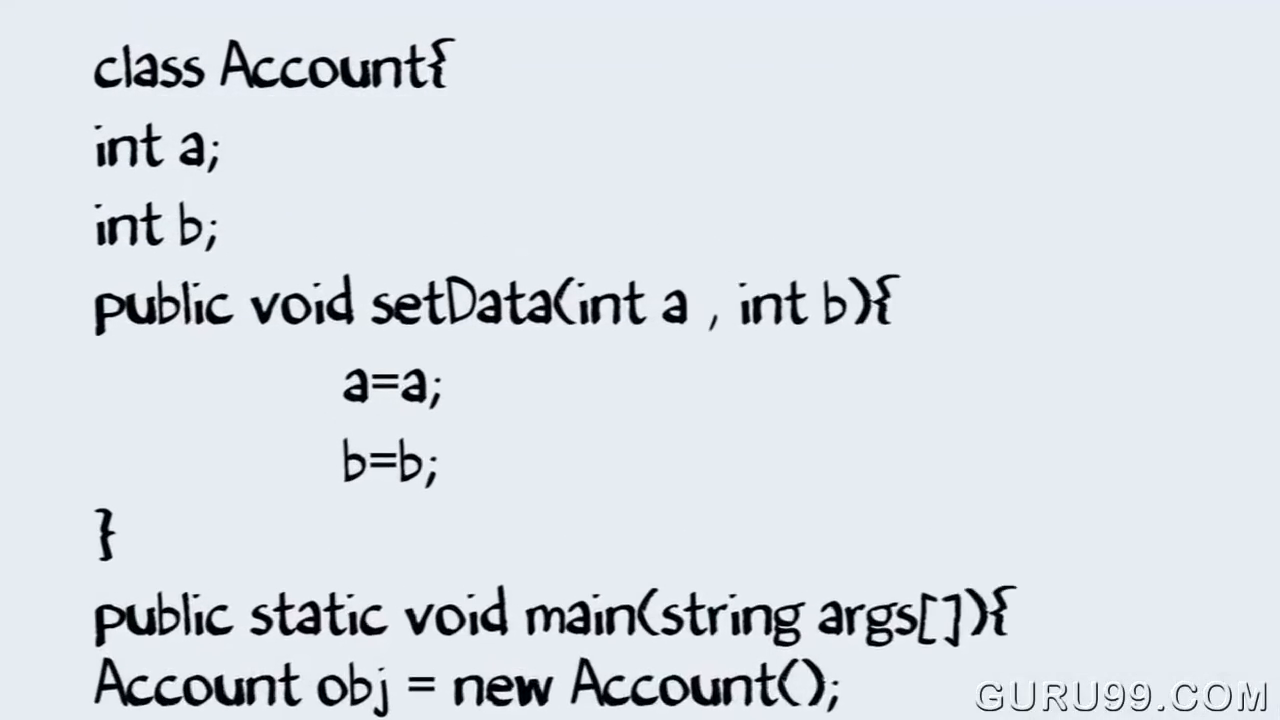 class Account{
int a;
int b;
public void setData(int a , int b){
a=a;
b=b;
}
public static void main(string args[]){
Account obj = new Account();
GURU99.COM